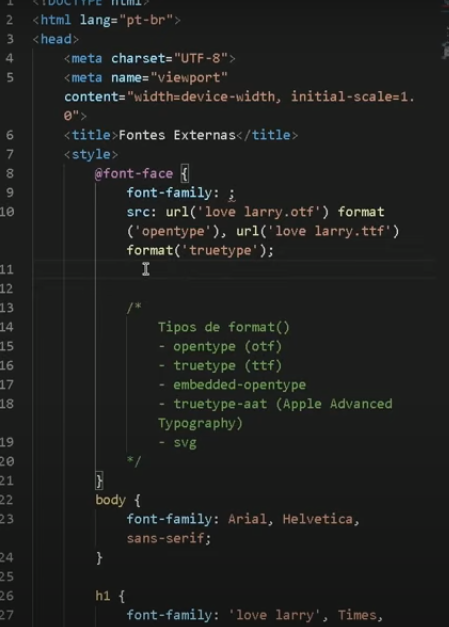 1 <!DOCTYPE html>
2 <html lang="pt-br">
3 <head>
4 <meta charset="UTF-8">
5 <meta name="viewport"
content="width=device-width, initial-scale=1.
0">
6 <title>Fontes Externas</title>
7 <style>
8 @font-face {
9 font-family: ;
10 src: url('love larry.otf') format
('opentype'), url('love larry.ttf')
format('truetype');
11
12
13 /*
14 Tipos de format()
15 - opentype (otf)
16 - truetype (ttf)
17 - embedded-opentype
18 - truetype-aat (Apple Advanced
Typography)
19 - svg
20 */
21 }
22 body {
23 font-family: Arial, Helvetica,
sans-serif;
24 }
25
26 h1 {
27 font-family: 'love larry', Times,